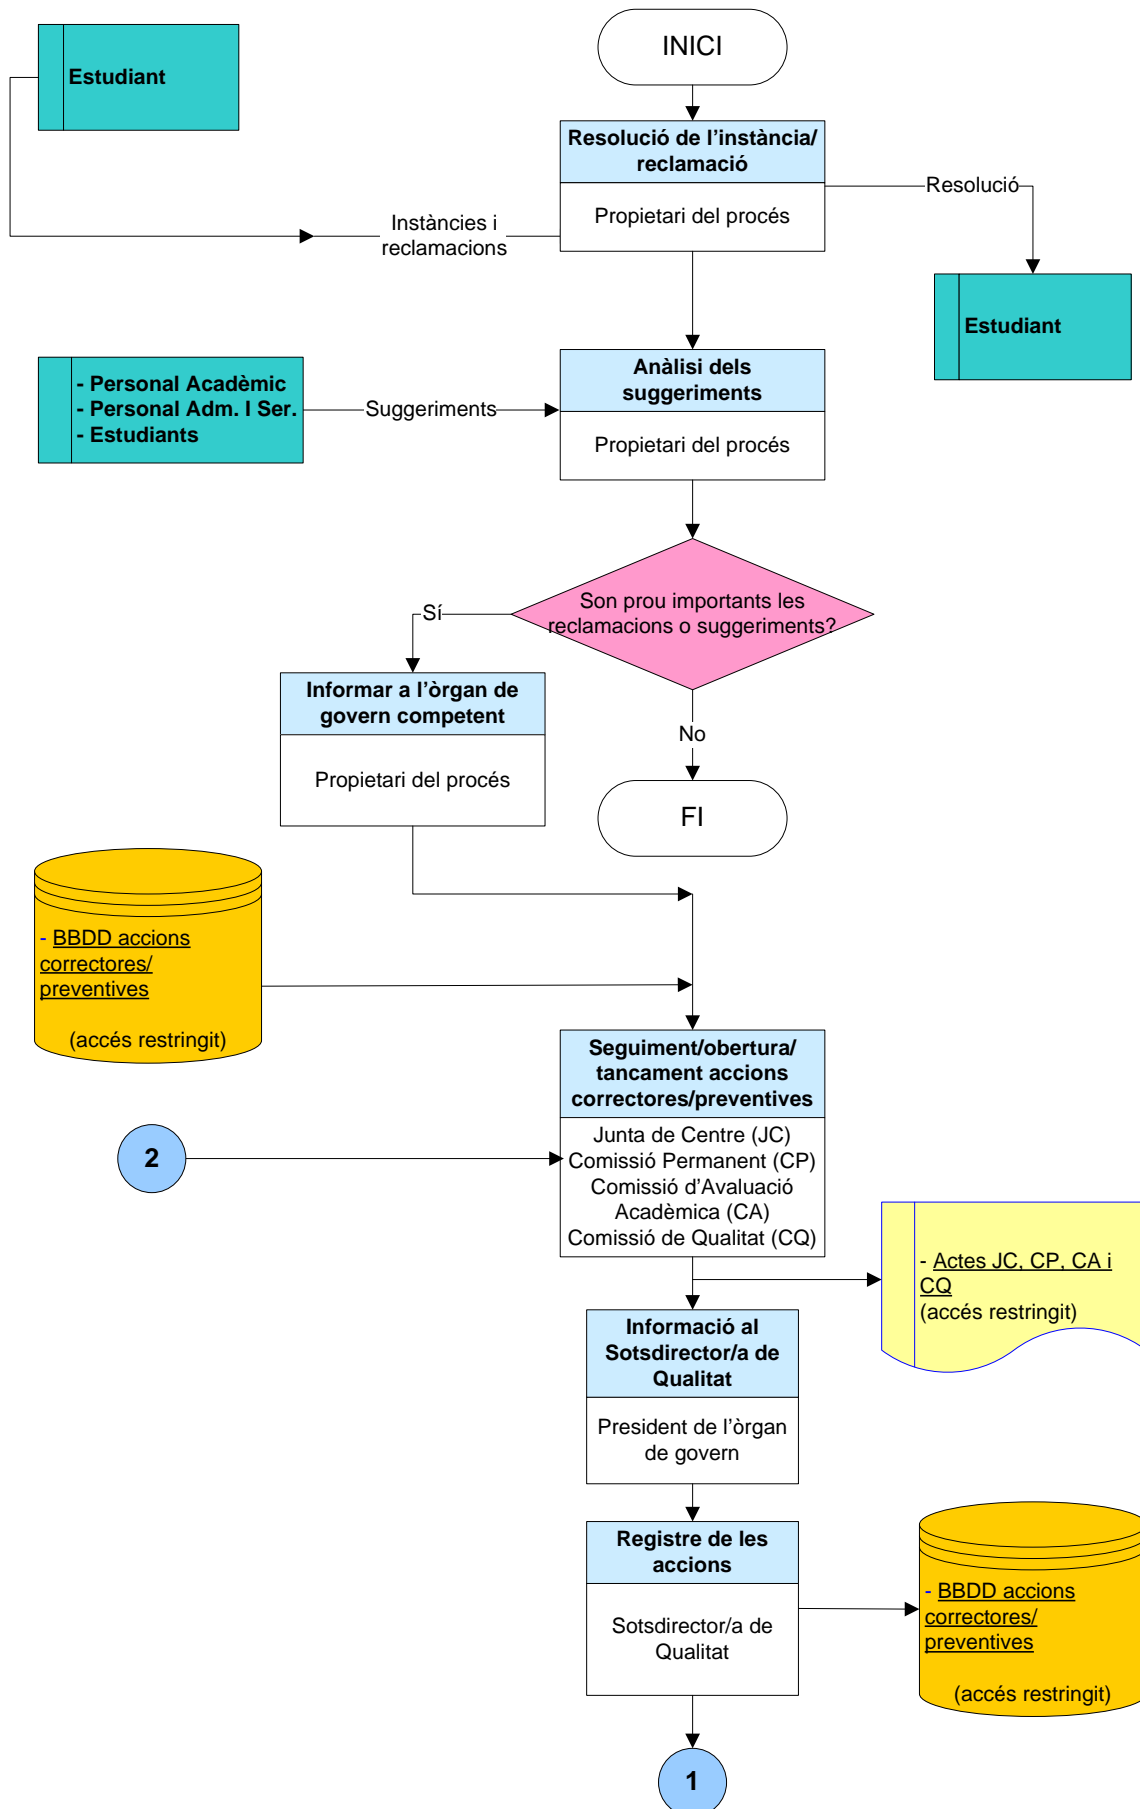 INICI
Estudiant
Resolució de l'instància/
reclamació
Propietari del procés
Instàncies i
reclamacions
Resolució
Estudiant
- Personal Acadèmic
- Personal Adm. I Ser.
- Estudiants
Suggeriments
Anàlisi dels
suggeriments
Propietari del procés
Son prou importants les
reclamacions o suggeriments?
Sí
No
Informar a l'òrgan de
govern competent
Propietari del procés
FI
- BBDD accions
correctores/
preventives
(accés restringit)
Seguiment/obertura/
tancament accions
correctores/preventives
Junta de Centre (JC)
Comissió Permanent (CP)
Comissió d'Avaluació
Acadèmica (CA)
Comissió de Qualitat (CQ)
2
- Actes JC, CP, CA i
CQ
(accés restringit)
Informació al
Sotsdirector/a de
Qualitat
President de l'òrgan
de govern
Registre de les
accions
Sotsdirector/a de
Qualitat
- BBDD accions
correctores/
preventives
(accés restringit)
1